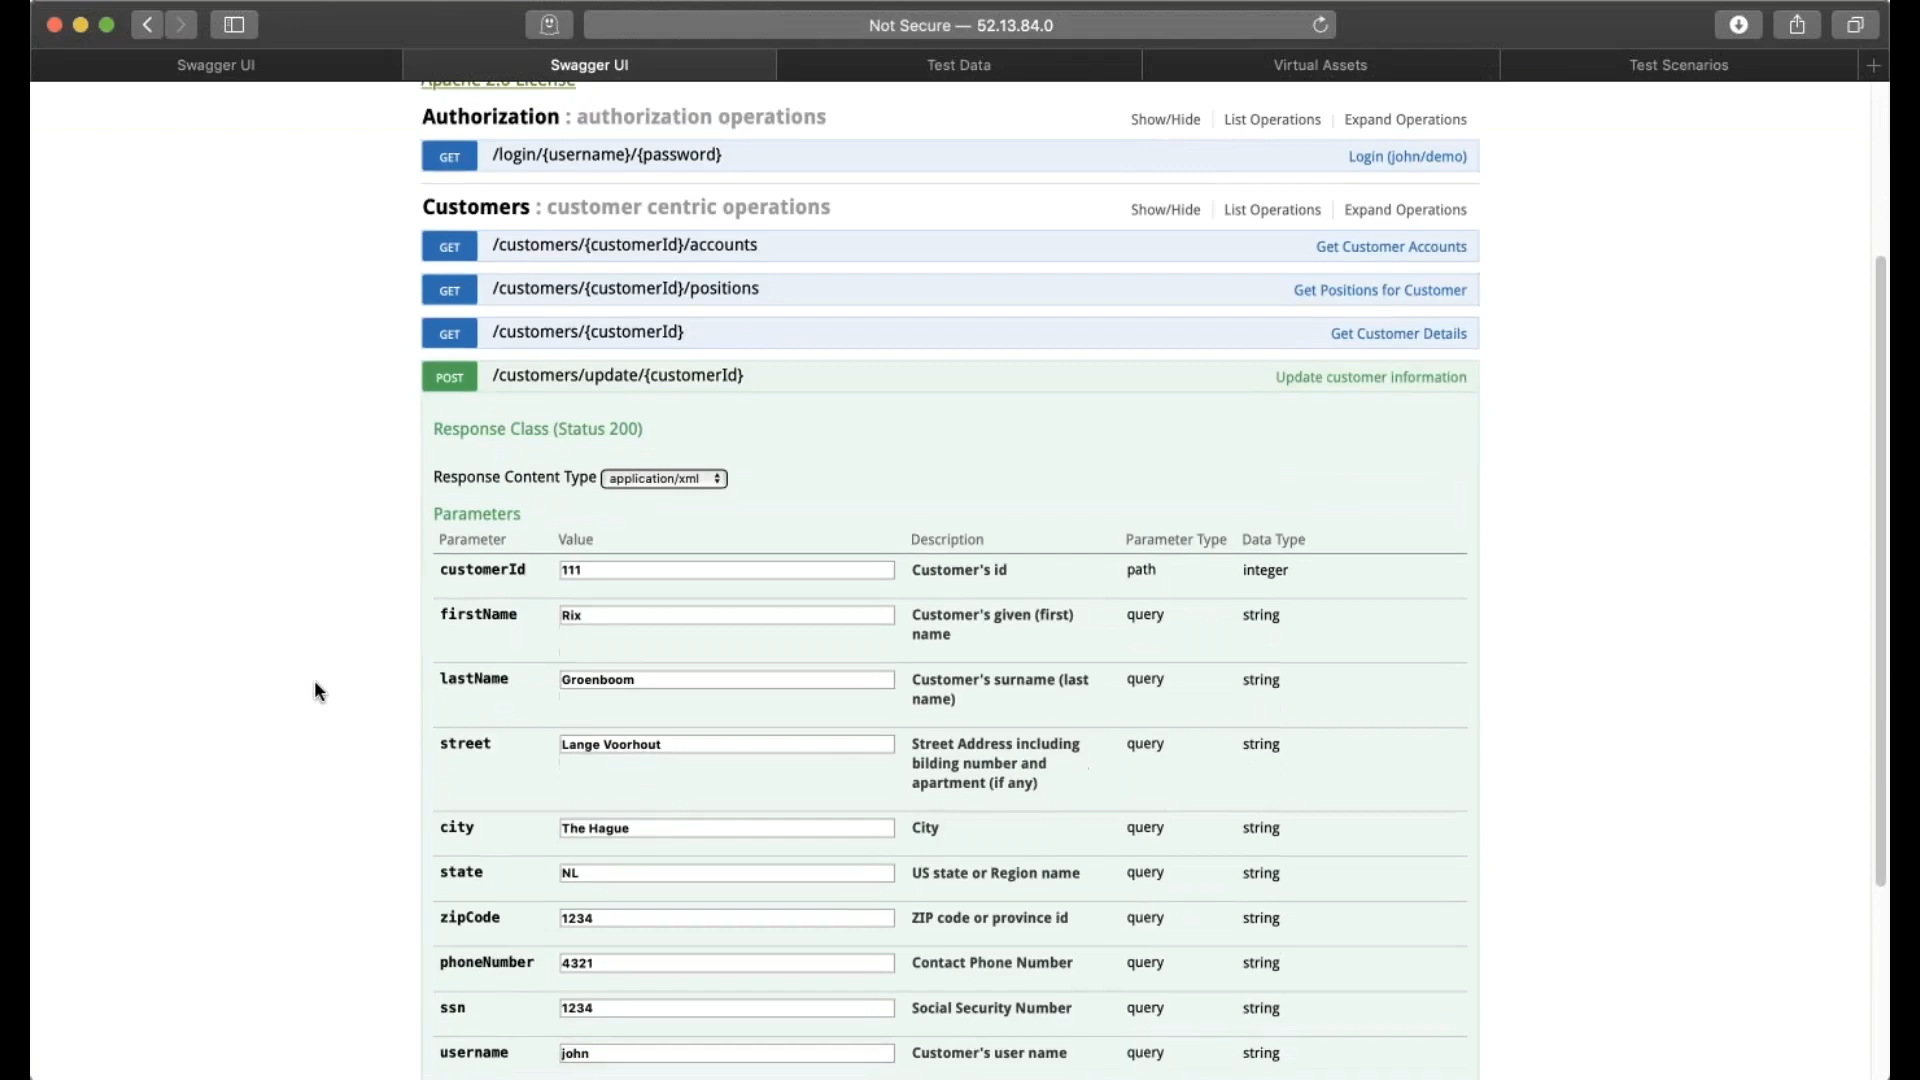 Not Secure — 52.13.84.0
Swagger UI
Swagger UI
Test Data
Virtual Assets
Test Scenarios
Apache 2.0 License
Authorization : authorization operations
Show/Hide
List Operations
Expand Operations
GET
/login/{username}/{password}
Login (john/demo)
Customers : customer centric operations
Show/Hide
List Operations
Expand Operations
GET
/customers/{customerId}/accounts
Get Customer Accounts
GET
/customers/{customerId}/positions
Get Positions for Customer
GET
/customers/{customerId}
Get Customer Details
POST
/customers/update/{customerId}
Update customer information
Response Class (Status 200)
Response Content Type application/xml
Parameters
Parameter Value Description Parameter Type Data Type
customerId 111 Customer's id path integer
firstName Rix Customer's given (first) query string
name
lastName Groenboom Customer's surname (last query string
name)
street Lange Voorhout Street Address including query string
bilding number and
apartment (if any)
city The Hague City query string
state NL US state or Region name query string
zipCode 1234 ZIP code or province id query string
phoneNumber 4321 Contact Phone Number query string
ssn 1234 Social Security Number query string
username john Customer's user name query string